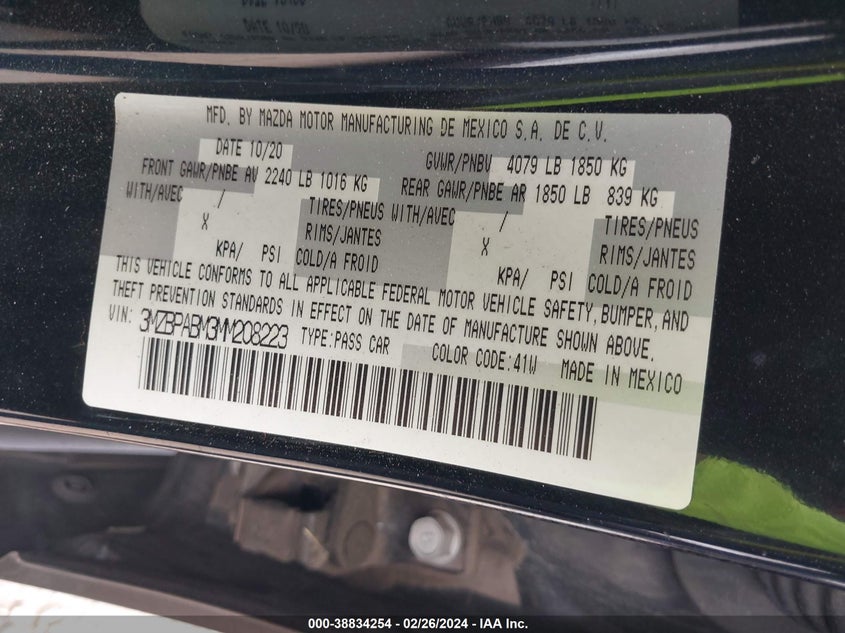 MFD. BY MAZDA MOTOR MANUFACTURING DE MEXICO S.A. DE C.V.
DATE 10/20 GVWR/PNBV 4079 LB 1850 KG
FRONT GAWR/PNBE AV 2240 LB 1016 KG REAR GAWR/PNBE AR 1850 LB 839 KG
WITH/AVEC / TIRES/PNEUS WITH/AVEC / TIRES/PNEUS
X RIMS/JANTES X RIMS/JANTES
KPA/ PSI COLD/A FROID KPA/ PSI COLD/A FROID
THIS VEHICLE CONFORMS TO ALL APPLICABLE FEDERAL MOTOR VEHICLE SAFETY, BUMPER, AND
THEFT PREVENTION STANDARDS IN EFFECT ON THE DATE OF MANUFACTURE SHOWN ABOVE.
VIN: 3MZBPABM3MM208223 TYPE:PASS CAR COLOR CODE:41W MADE IN MEXICO
000-38834254 - 02/26/2024 - IAA Inc.